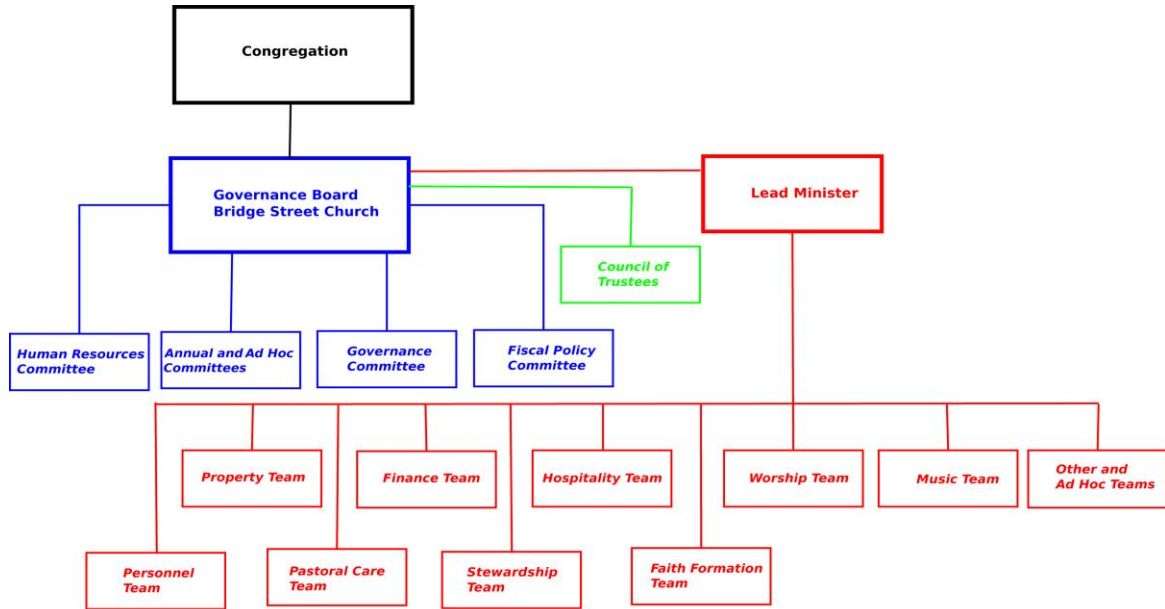 Congregation
Governance Board
Bridge Street Church
Lead Minister
Council of
Trustees
Human Resources
Committee
Annual and Ad Hoc
Committees
Governance
Committee
Fiscal Policy
Committee
Property Team
Finance Team
Hospitality Team
Worship Team
Music Team
Other and
Ad Hoc Teams
Personnel
Team
Pastoral Care
Team
Stewardship
Team
Faith Formation
Team